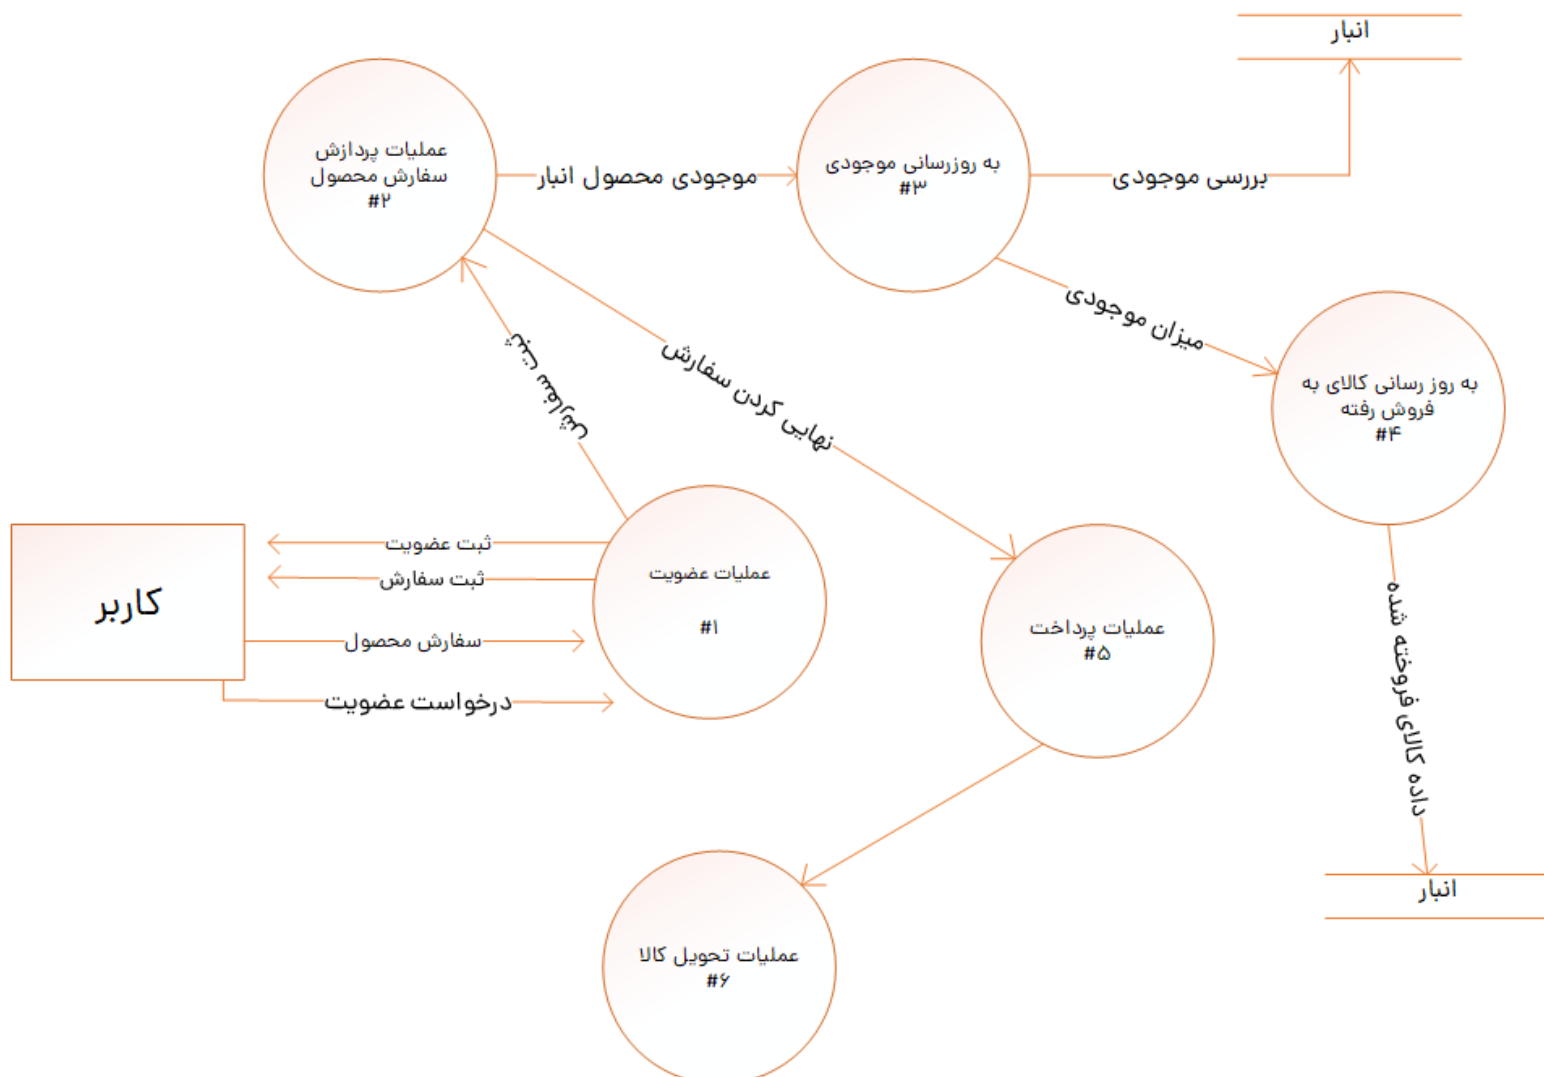 انبار
عملیات پردازش
سفارش محصول
#۲
موجودی محصول انبار
به روزرسانی موجودی
#۳
بررسی موجودی
میزان موجودی
به روز رسانی کالای به
فروش رفته
#۴
ثبت سفارش
نهایی کردن سفارش
کاربر
ثبت عضویت
ثبت سفارش
سفارش محصول
درخواست عضویت
عملیات عضویت
#۱
عملیات پرداخت
#۵
داده کالای فروخته شده
انبار
عملیات تحویل کالا
#۶